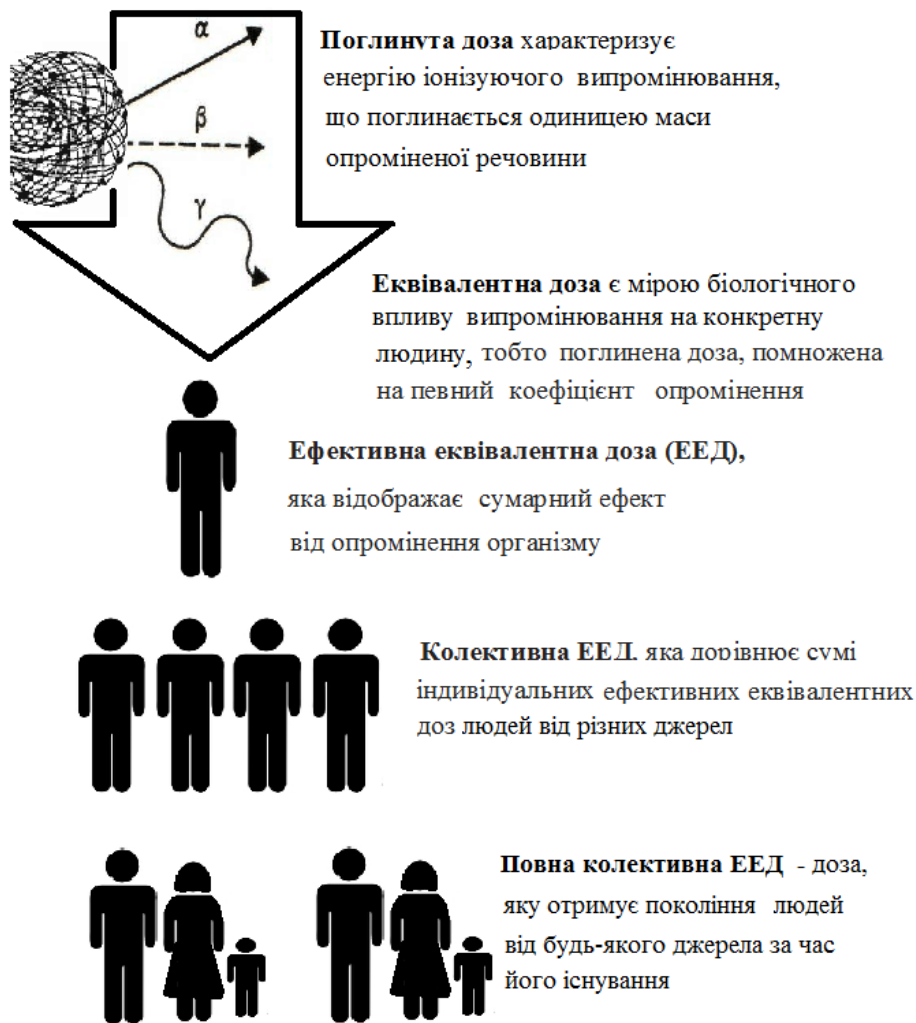 α
β
γ
Поглинута доза характеризує
енергію іонізуючого випромінювання,
що поглинається одиницею маси
опроміненої речовини
Еквівалентна доза є мірою біологічного
впливу випромінювання на конкретну
людину, тобто поглинена доза, помножена
на певний коефіцієнт опромінення
Ефективна еквівалентна доза (ЕЕД),
яка відображає сумарний ефект
від опромінення організму
Колективна ЕЕД, яка дорівнює сумі
індивідуальних ефективних еквівалентних
доз людей від різних джерел
Повна колективна ЕЕД - доза,
яку отримує покоління людей
від будь-якого джерела за час
його існування